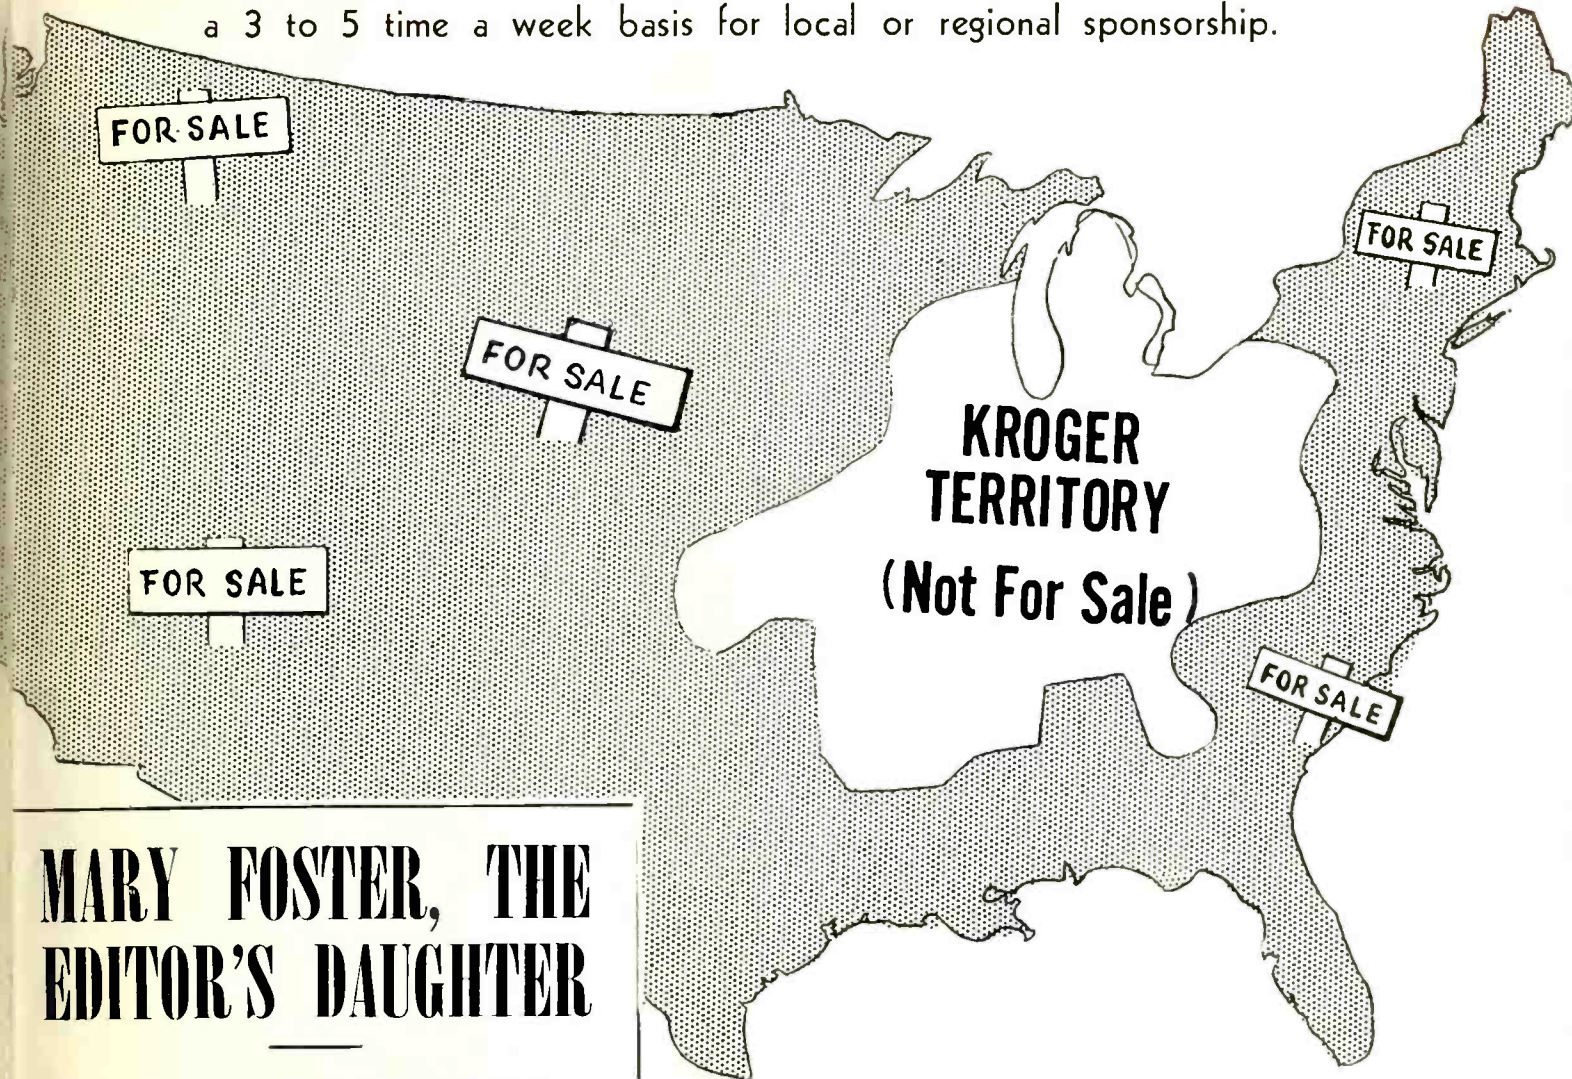 a 3 to 5 time a week basis for local or regional sponsorship.
FOR SALE
FOR SALE
FOR SALE
KROGER
TERRITORY
(Not For Sale)
FOR SALE
FOR SALE
MARY FOSTER, THE
EDITOR'S DAUGHTER